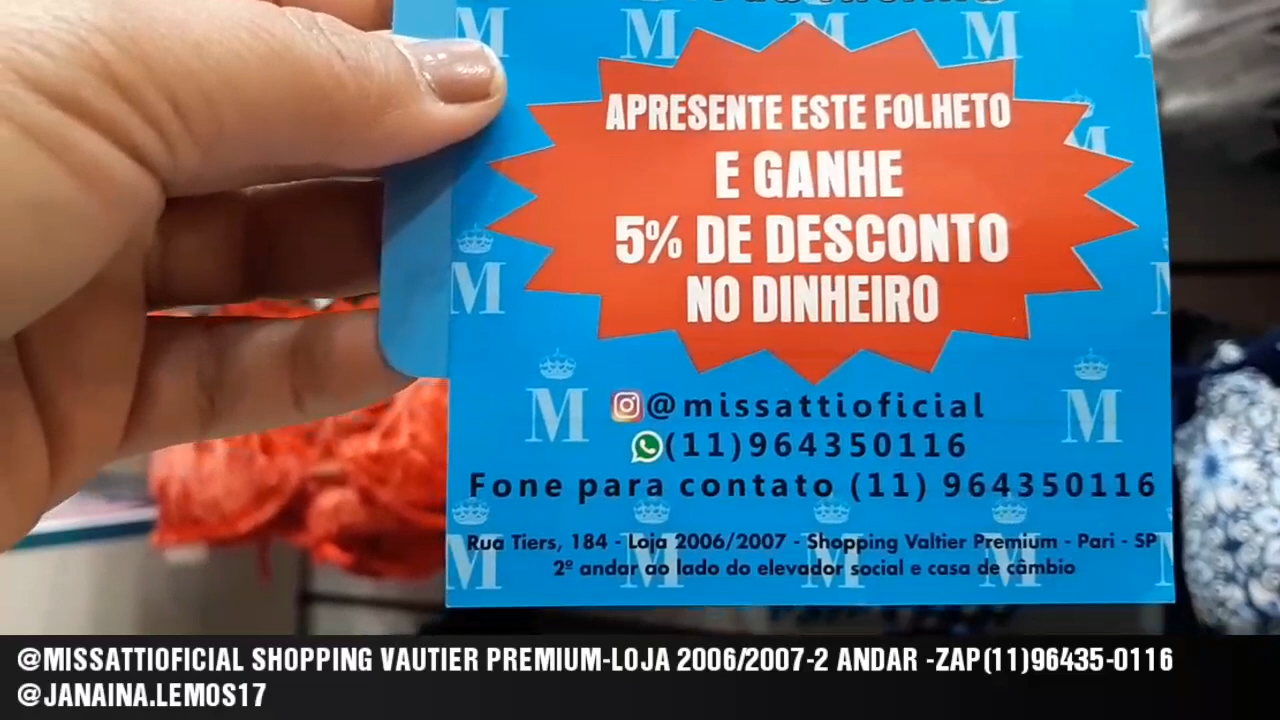 APRESENTE ESTE FOLHETO
E GANHE
5% DE DESCONTO
NO DINHEIRO
@missattioficial
(11)964350116
Fone para contato (11) 964350116
Rua Tiers, 184 - Loja 2006/2007 - Shopping Valtier Premium - Pari - SP
2º andar ao lado do elevador social e casa de câmbio
@MISSATTIOFICIAL SHOPPING VAUTIER PREMIUM-LOJA 2006/2007-2 ANDAR -ZAP(11)96435-0116
@JANAINA.LEMOS17